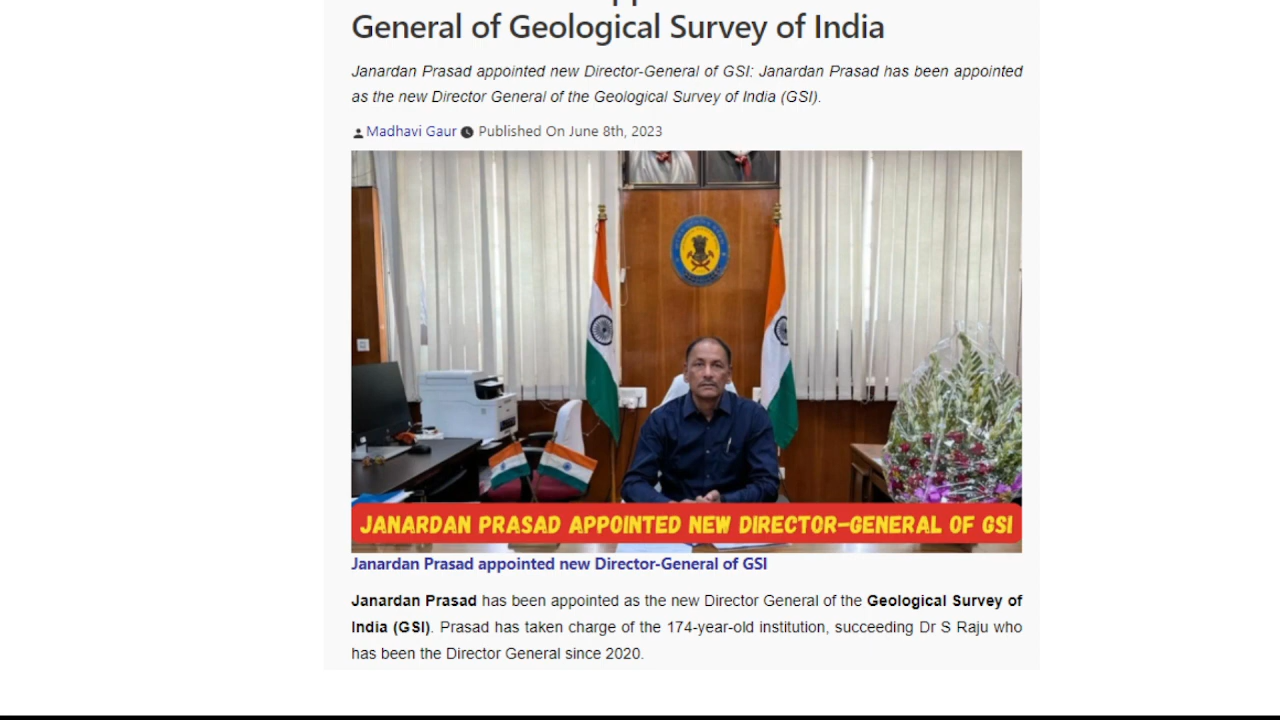 General of Geological Survey of India
Janardan Prasad appointed new Director-General of GSI: Janardan Prasad has been appointed
as the new Director General of the Geological Survey of India (GSI).
Madhavi Gaur Published On June 8th, 2023
JANARDAN PRASAD APPOINTED NEW DIRECTOR-GENERAL OF GSI
Janardan Prasad appointed new Director-General of GSI
Janardan Prasad has been appointed as the new Director General of the Geological Survey of
India (GSI). Prasad has taken charge of the 174-year-old institution, succeeding Dr S Raju who
has been the Director General since 2020.